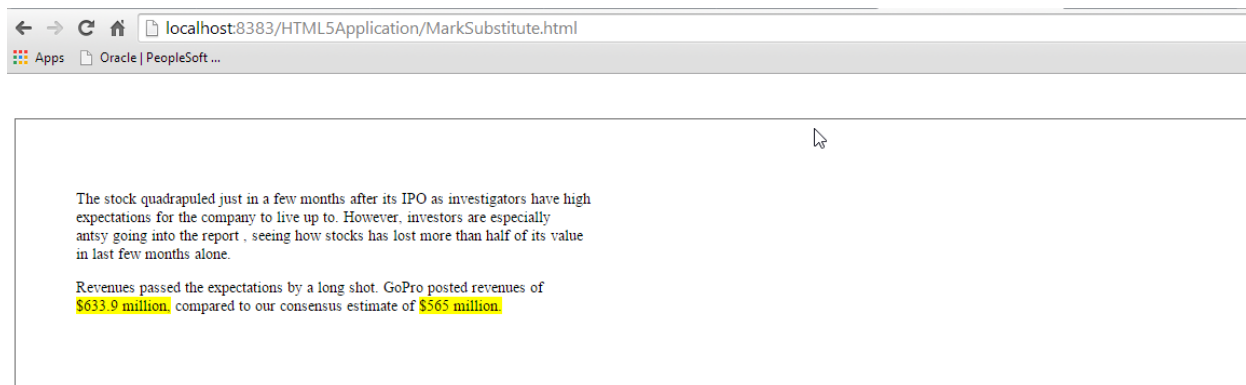 localhost:8383/HTML5Application/MarkSubstitute.html
Apps Oracle | PeopleSoft ...
The stock quadrapuled just in a few months after its IPO as investigators have high
expectations for the company to live up to. However, investors are especially
antsy going into the report , seeing how stocks has lost more than half of its value
in last few months alone.
Revenues passed the expectations by a long shot. GoPro posted revenues of
$633.9 million, compared to our consensus estimate of $565 million.